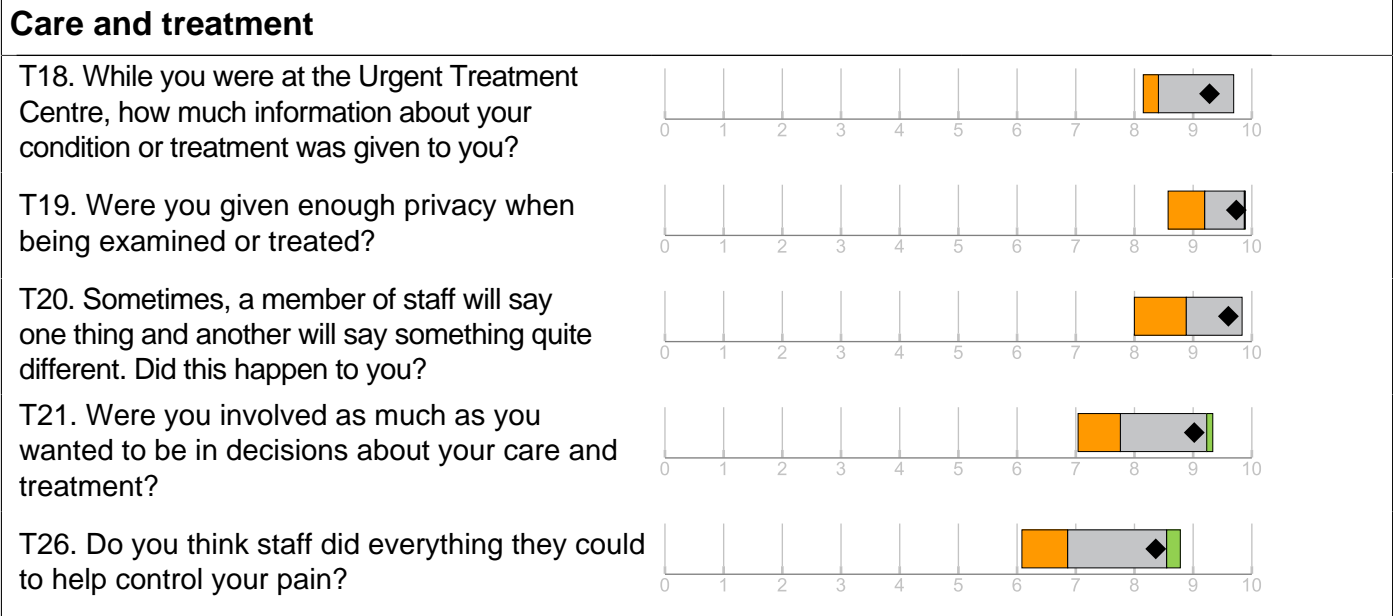 Care and treatment
T18. While you were at the Urgent Treatment
Centre, how much information about your
condition or treatment was given to you?
0 1 2 3 4 5 6 7 8 9 10
T19. Were you given enough privacy when
being examined or treated?
0 1 2 3 4 5 6 7 8 9 10
T20. Sometimes, a member of staff will say
one thing and another will say something quite
different. Did this happen to you?
0 1 2 3 4 5 6 7 8 9 10
T21. Were you involved as much as you
wanted to be in decisions about your care and
treatment?
0 1 2 3 4 5 6 7 8 9 10
T26. Do you think staff did everything they could
to help control your pain?
0 1 2 3 4 5 6 7 8 9 10